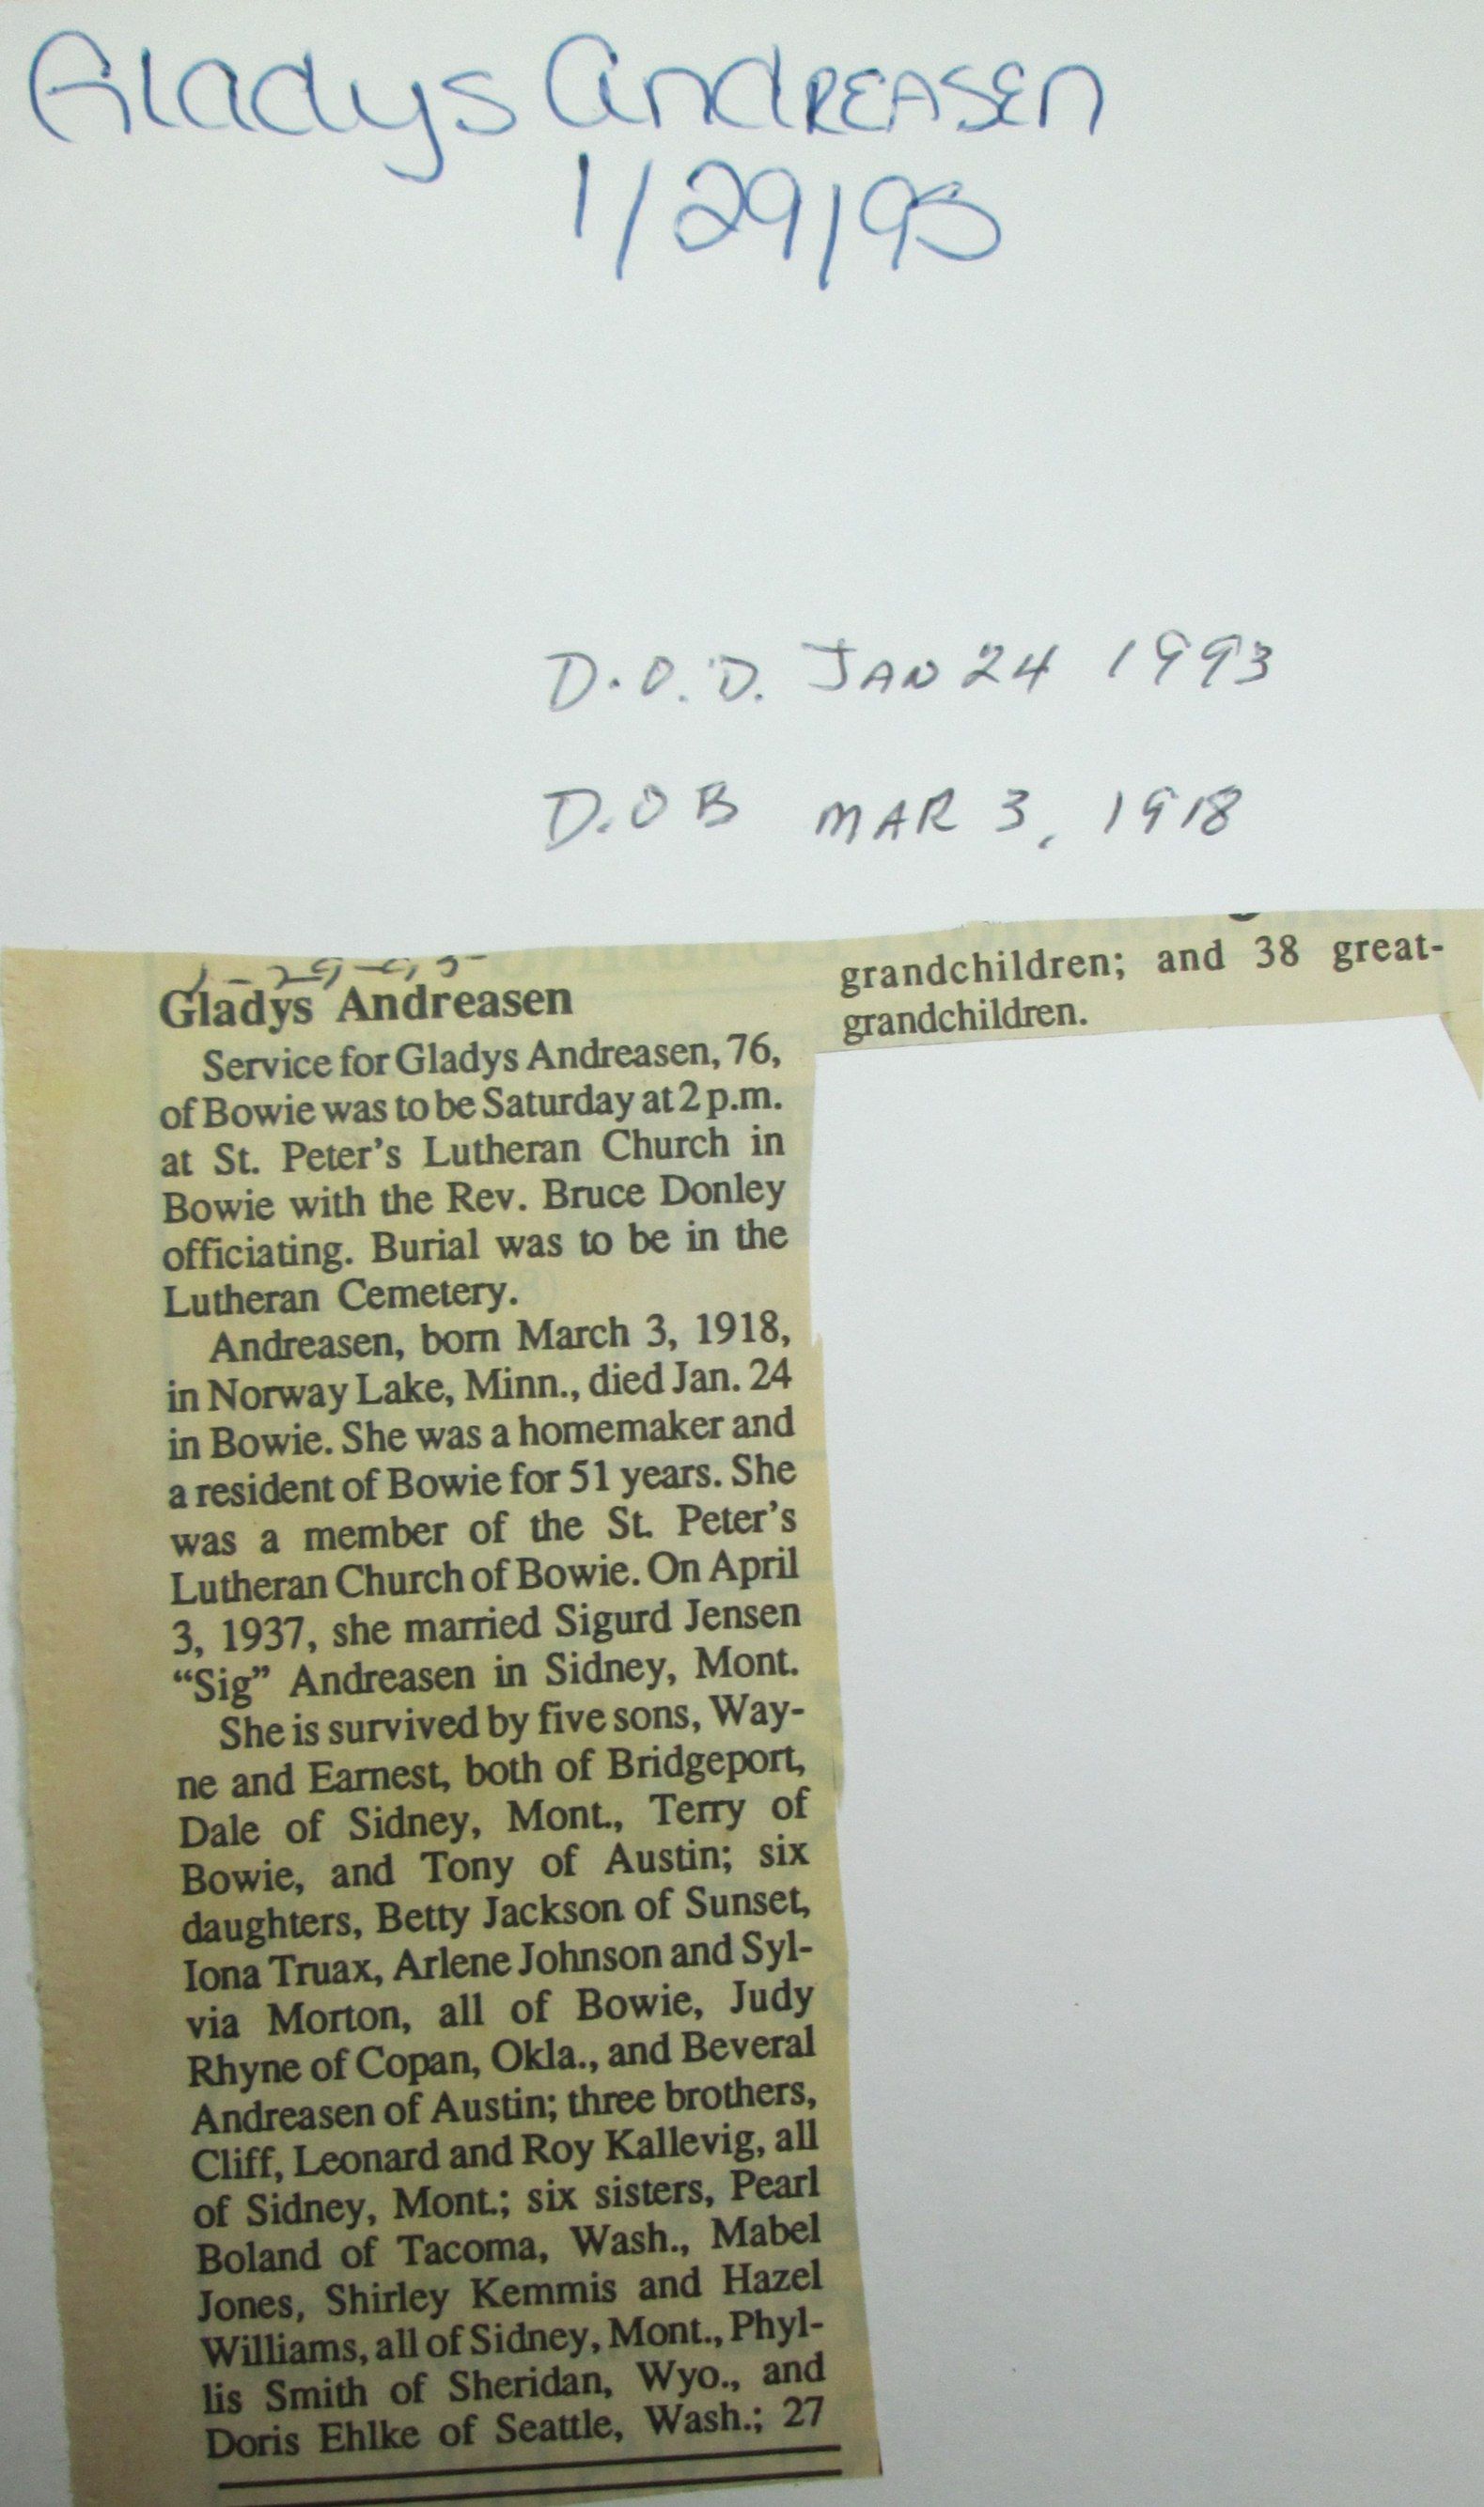 Gladys Andreasen
1/29/95
D.O.D. JAN 24 1993
D.OB MAR 3, 1918
1-29-95
Gladys Andreasen
Service for Gladys Andreasen, 76,
of Bowie was to be Saturday at 2 p.m.
at St. Peter's Lutheran Church in
Bowie with the Rev. Bruce Donley
officiating. Burial was to be in the
Lutheran Cemetery.
Andreasen, born March 3, 1918,
in Norway Lake, Minn., died Jan. 24
in Bowie. She was a homemaker and
a resident of Bowie for 51 years. She
was a member of the St. Peter's
Lutheran Church of Bowie. On April
3, 1937, she married Sigurd Jensen
“Sig” Andreasen in Sidney, Mont.
She is survived by five sons, Way-
ne and Earnest, both of Bridgeport,
Dale of Sidney, Mont., Terry of
Bowie, and Tony of Austin; six
daughters, Betty Jackson of Sunset,
Iona Truax, Arlene Johnson and Syl-
via Morton, all of Bowie, Judy
Rhyne of Copan, Okla., and Beveral
Andreasen of Austin; three brothers,
Cliff, Leonard and Roy Kallevig, all
of Sidney, Mont.; six sisters, Pearl
Boland of Tacoma, Wash., Mabel
Jones, Shirley Kemmis and Hazel
Williams, all of Sidney, Mont., Phyl-
lis Smith of Sheridan, Wyo., and
Doris Ehlke of Seattle, Wash.; 27
grandchildren; and 38 great-
grandchildren.